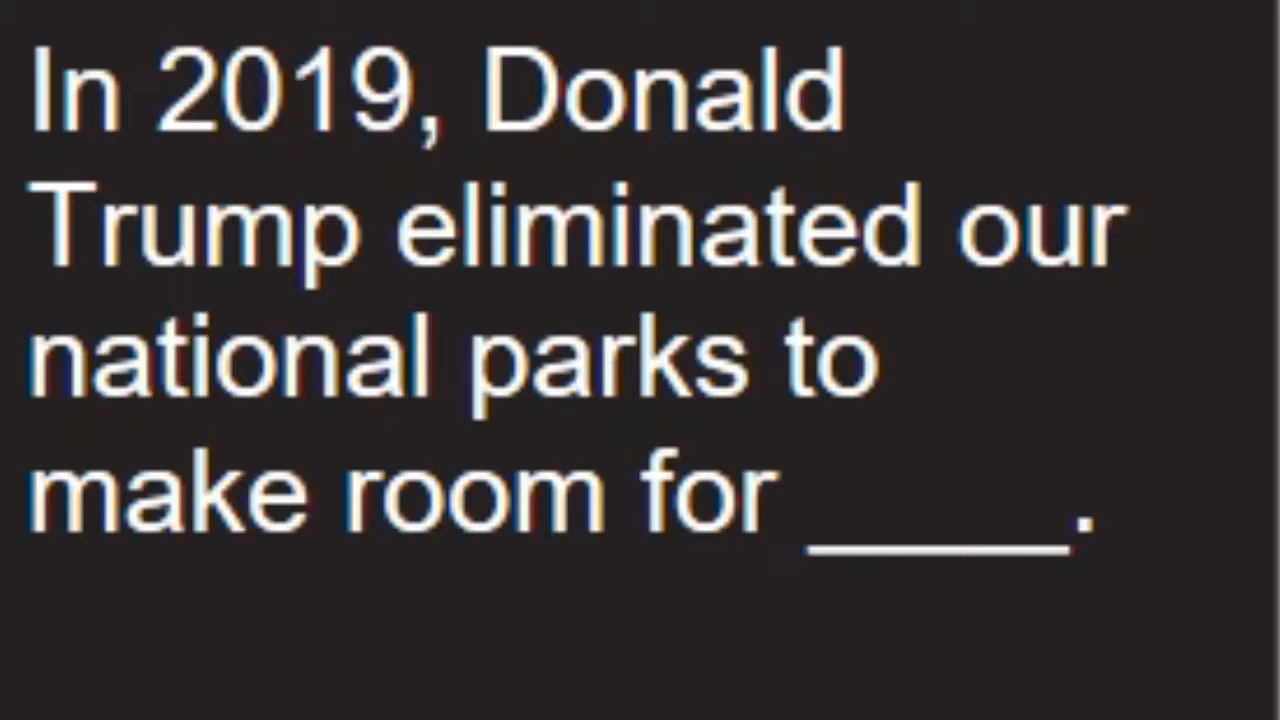 In 2019, Donald
Trump eliminated our
national parks to
make room for _____.